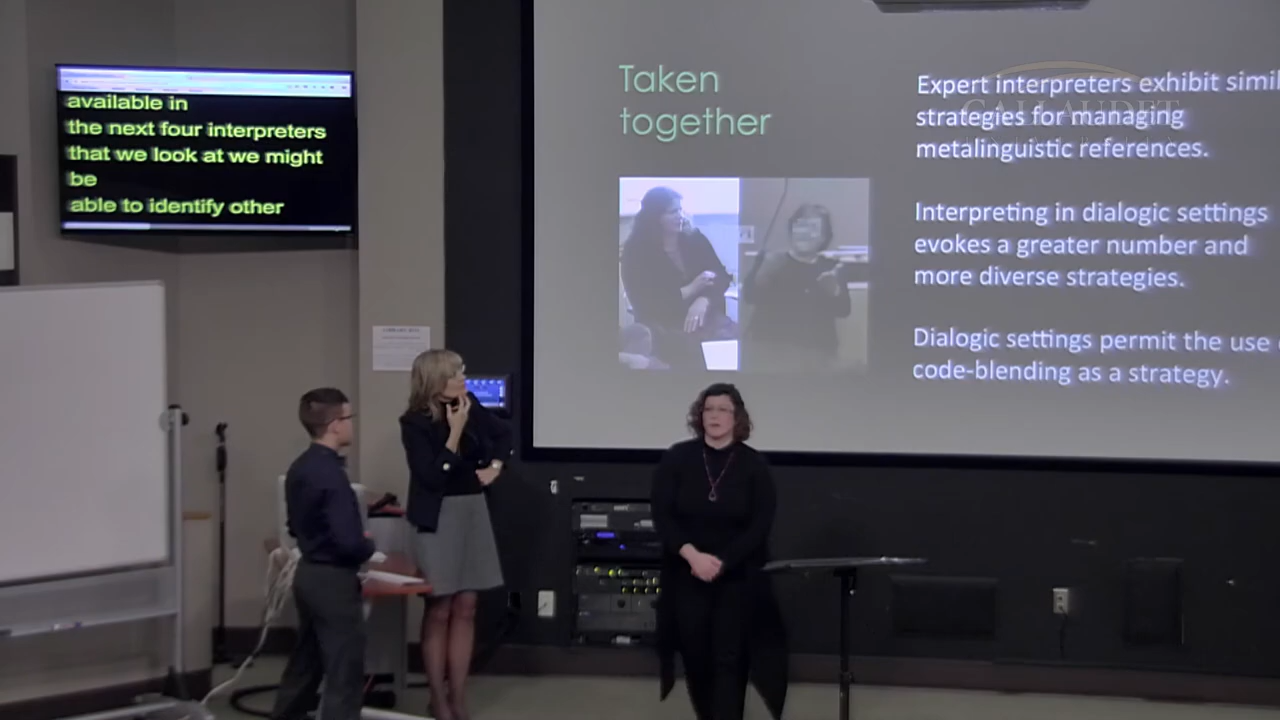 available in
the next four interpreters
that we look at we might
be
able to identify other
Taken
together
Expert interpreters exhibit simil
strategies for managing
metalinguistic references.
Interpreting in dialogic settings
evokes a greater number and
more diverse strategies.
Dialogic settings permit the use
code-blending as a strategy.
GALLAUDET